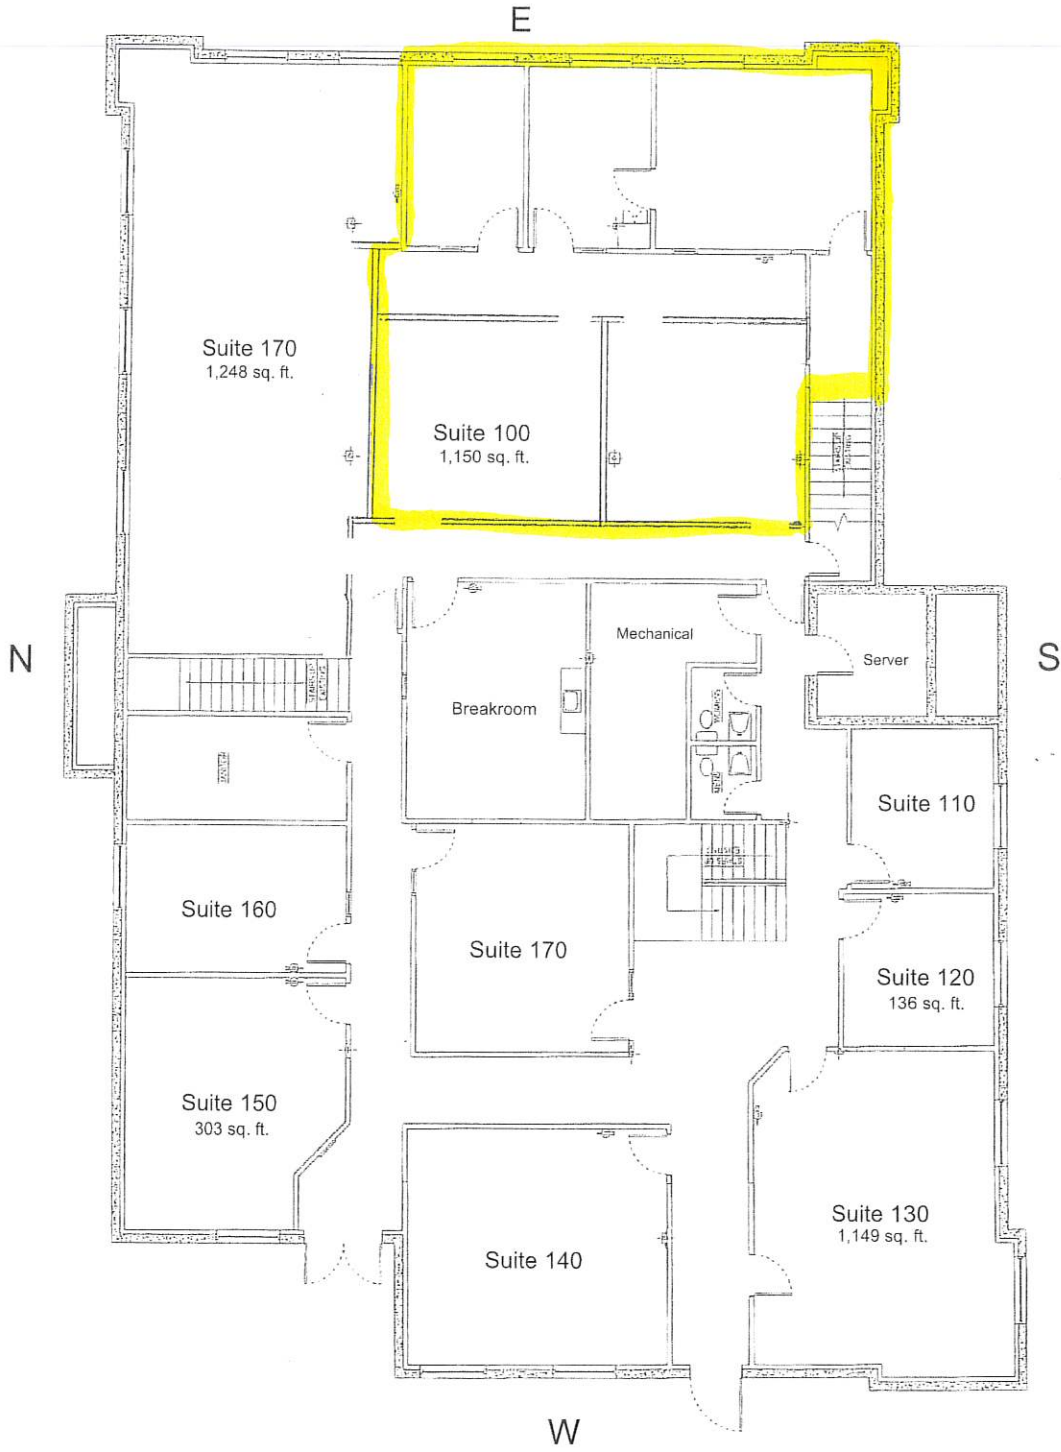 E
Suite 170
1,248 sq. ft.
Suite 100
1,150 sq. ft.
N
S
Mechanical
Server
Breakroom
WOMENS
MENS
Suite 110
Suite 160
Suite 170
Suite 120
136 sq. ft.
Suite 150
303 sq. ft.
Suite 130
1,149 sq. ft.
Suite 140
W